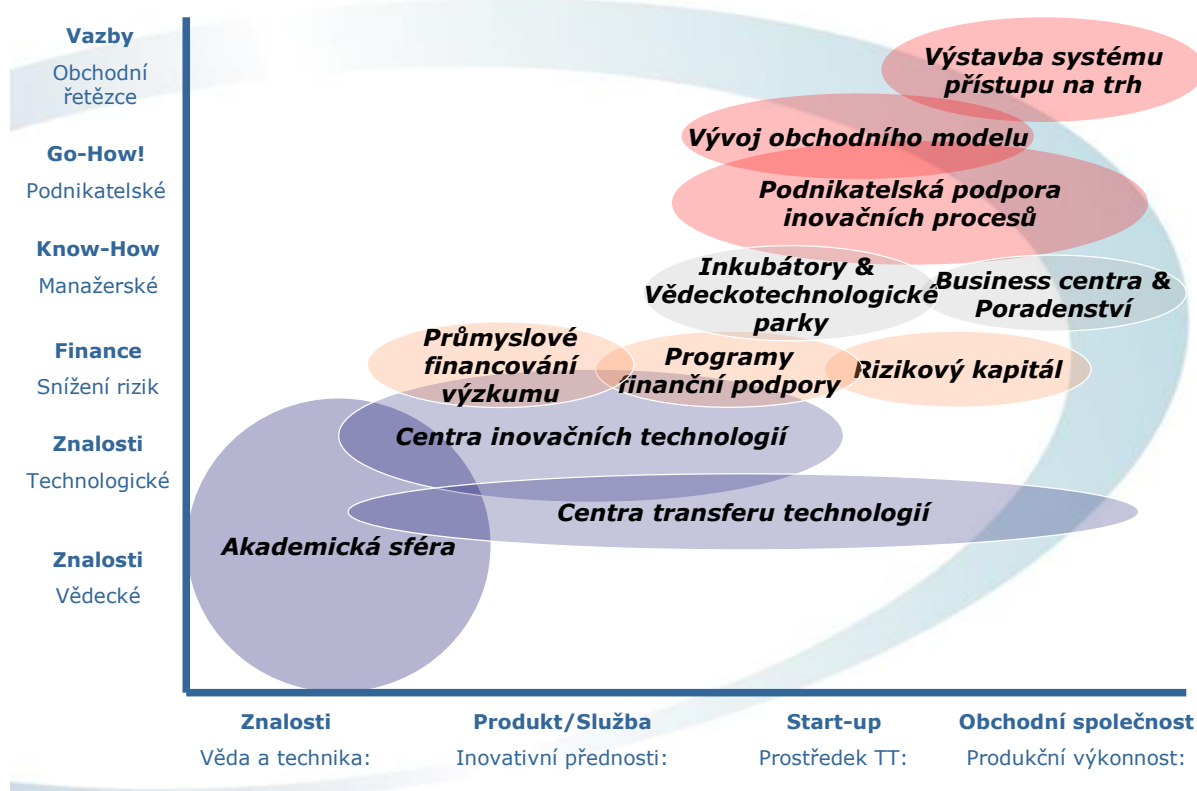 Vazby
Obchodní
řetězce
Go-How!
Podnikatelské
Know-How
Manažerské
Finance
Snížení rizik
Znalosti
Technologické
Znalosti
Vědecké
Výstavba systému
přístupu na trh
Vývoj obchodního modelu
Podnikatelská podpora
inovačních procesů
Inkubátory &
Vědeckotechnologické
parky
Business centra &
Poradenství
Průmyslové
financování
výzkumu
Programy
finanční podpory
Rizikový kapitál
Centra inovačních technologií
Centra transferu technologií
Akademická sféra
Znalosti
Věda a technika:
Produkt/Služba
Inovativní přednosti:
Start-up
Prostředek TT:
Obchodní společnost
Produkční výkonnost: